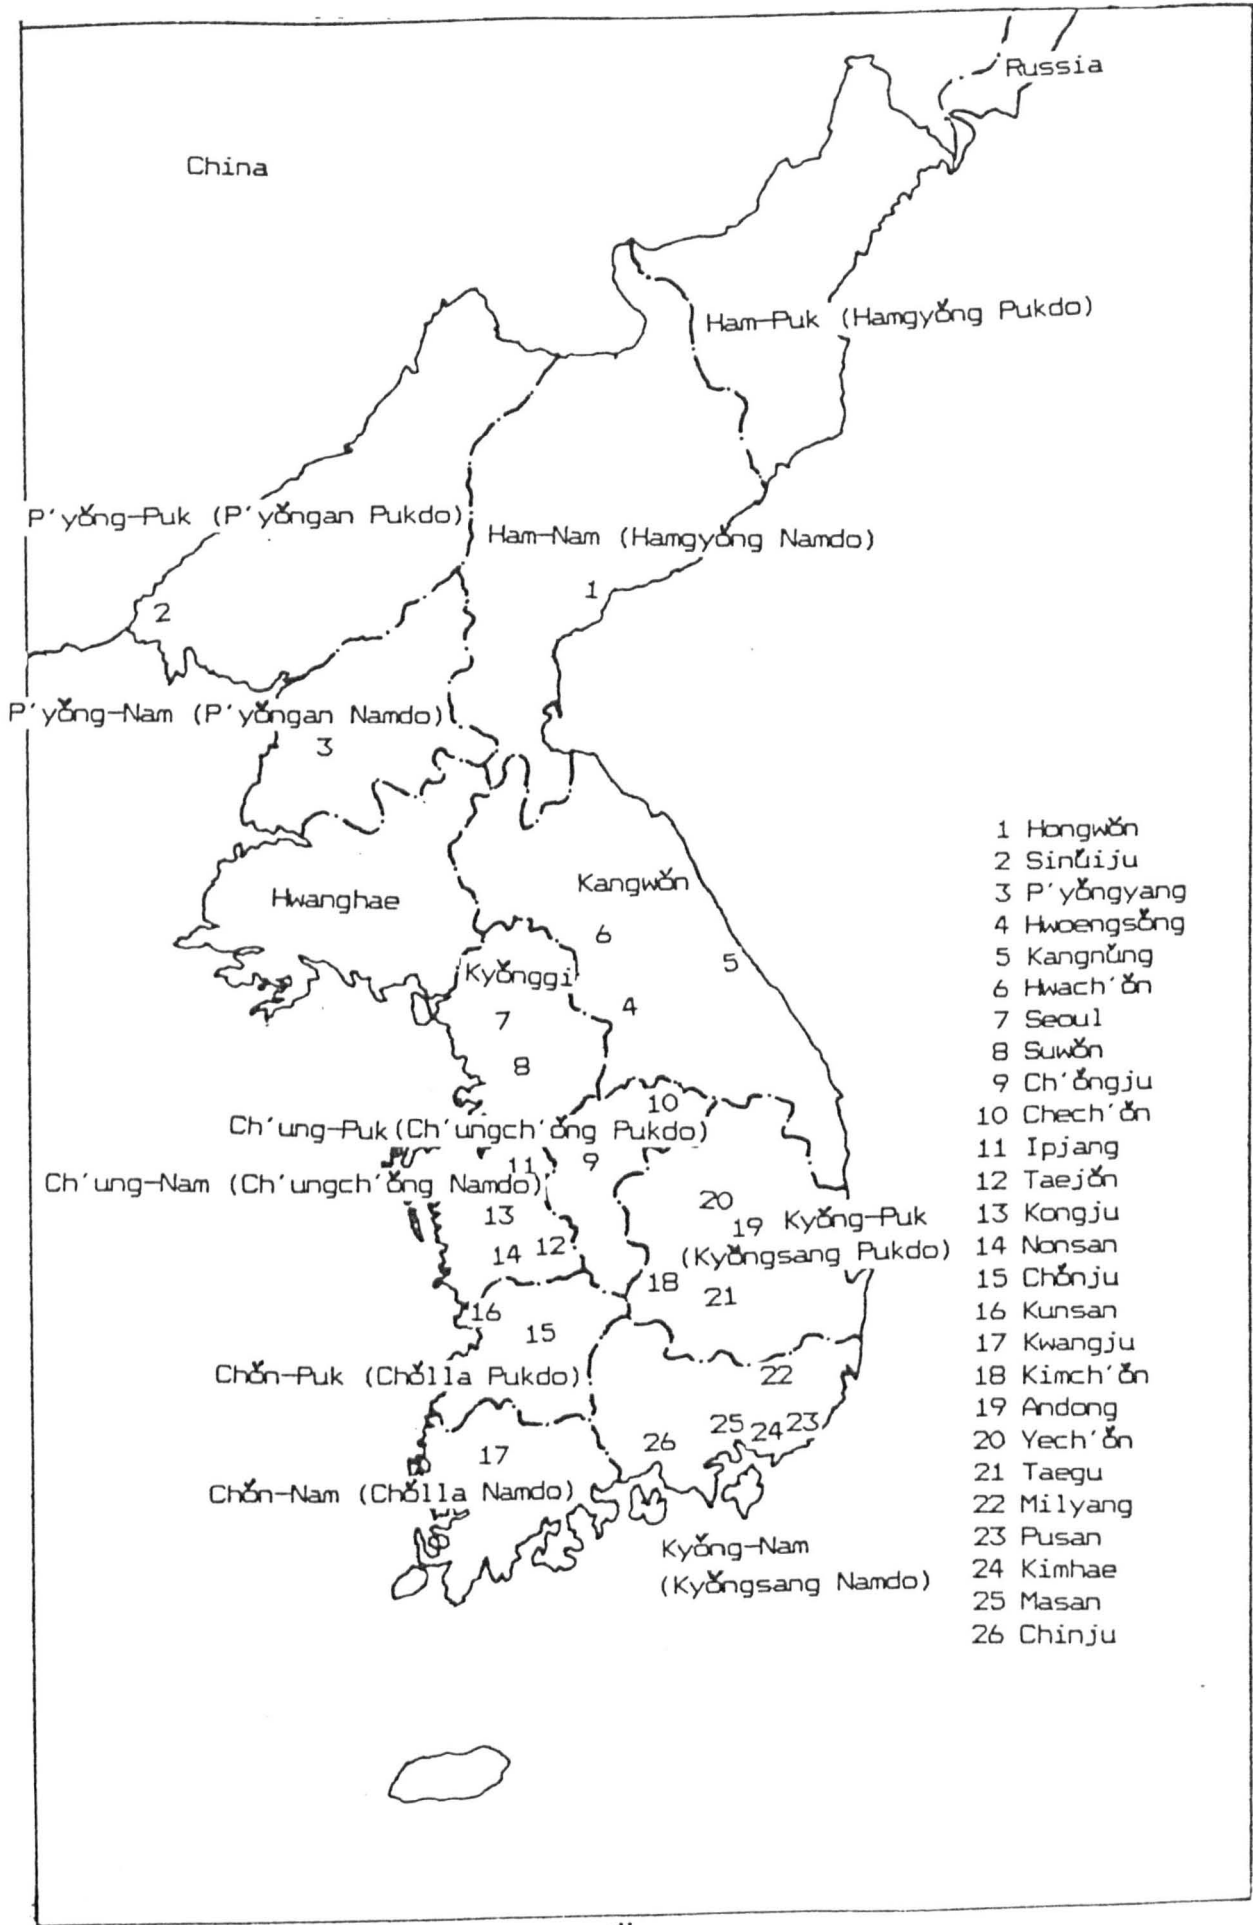 Russia
China
Ham-Puk (Hamgyŏng Pukdo)
P'yŏng-Puk (P'yŏngan Pukdo)
Ham-Nam (Hamgyŏng Namdo)
1
2
P'yŏng-Nam (P'yŏngan Namdo)
3
Hwanghae
Kangwŏn
6
5
Kyŏnggi
4
7
8
10
Ch'ung-Puk (Ch'ungch'ŏng Pukdo)
11
9
Ch'ung-Nam (Ch'ungch'ŏng Namdo)
20
13
19
Kyŏng-Puk
(Kyŏngsang Pukdo)
14
12
18
21
16
15
Chŏn-Puk (Chŏlla Pukdo)
22
25
24
23
26
17
Chŏn-Nam (Chŏlla Namdo)
Kyŏng-Nam
(Kyŏngsang Namdo)
1 Hongwŏn
2 Sinŭiju
3 P'yŏngyang
4 Hwoengsŏng
5 Kangnŭng
6 Hwach'ŏn
7 Seoul
8 Suwŏn
9 Ch'ŏngju
10 Chech'ŏn
11 Ipjang
12 Taejŏn
13 Kongju
14 Nonsan
15 Chŏnju
16 Kunsan
17 Kwangju
18 Kimch'ŏn
19 Andong
20 Yech'ŏn
21 Taegu
22 Milyang
23 Pusan
24 Kimhae
25 Masan
26 Chinju